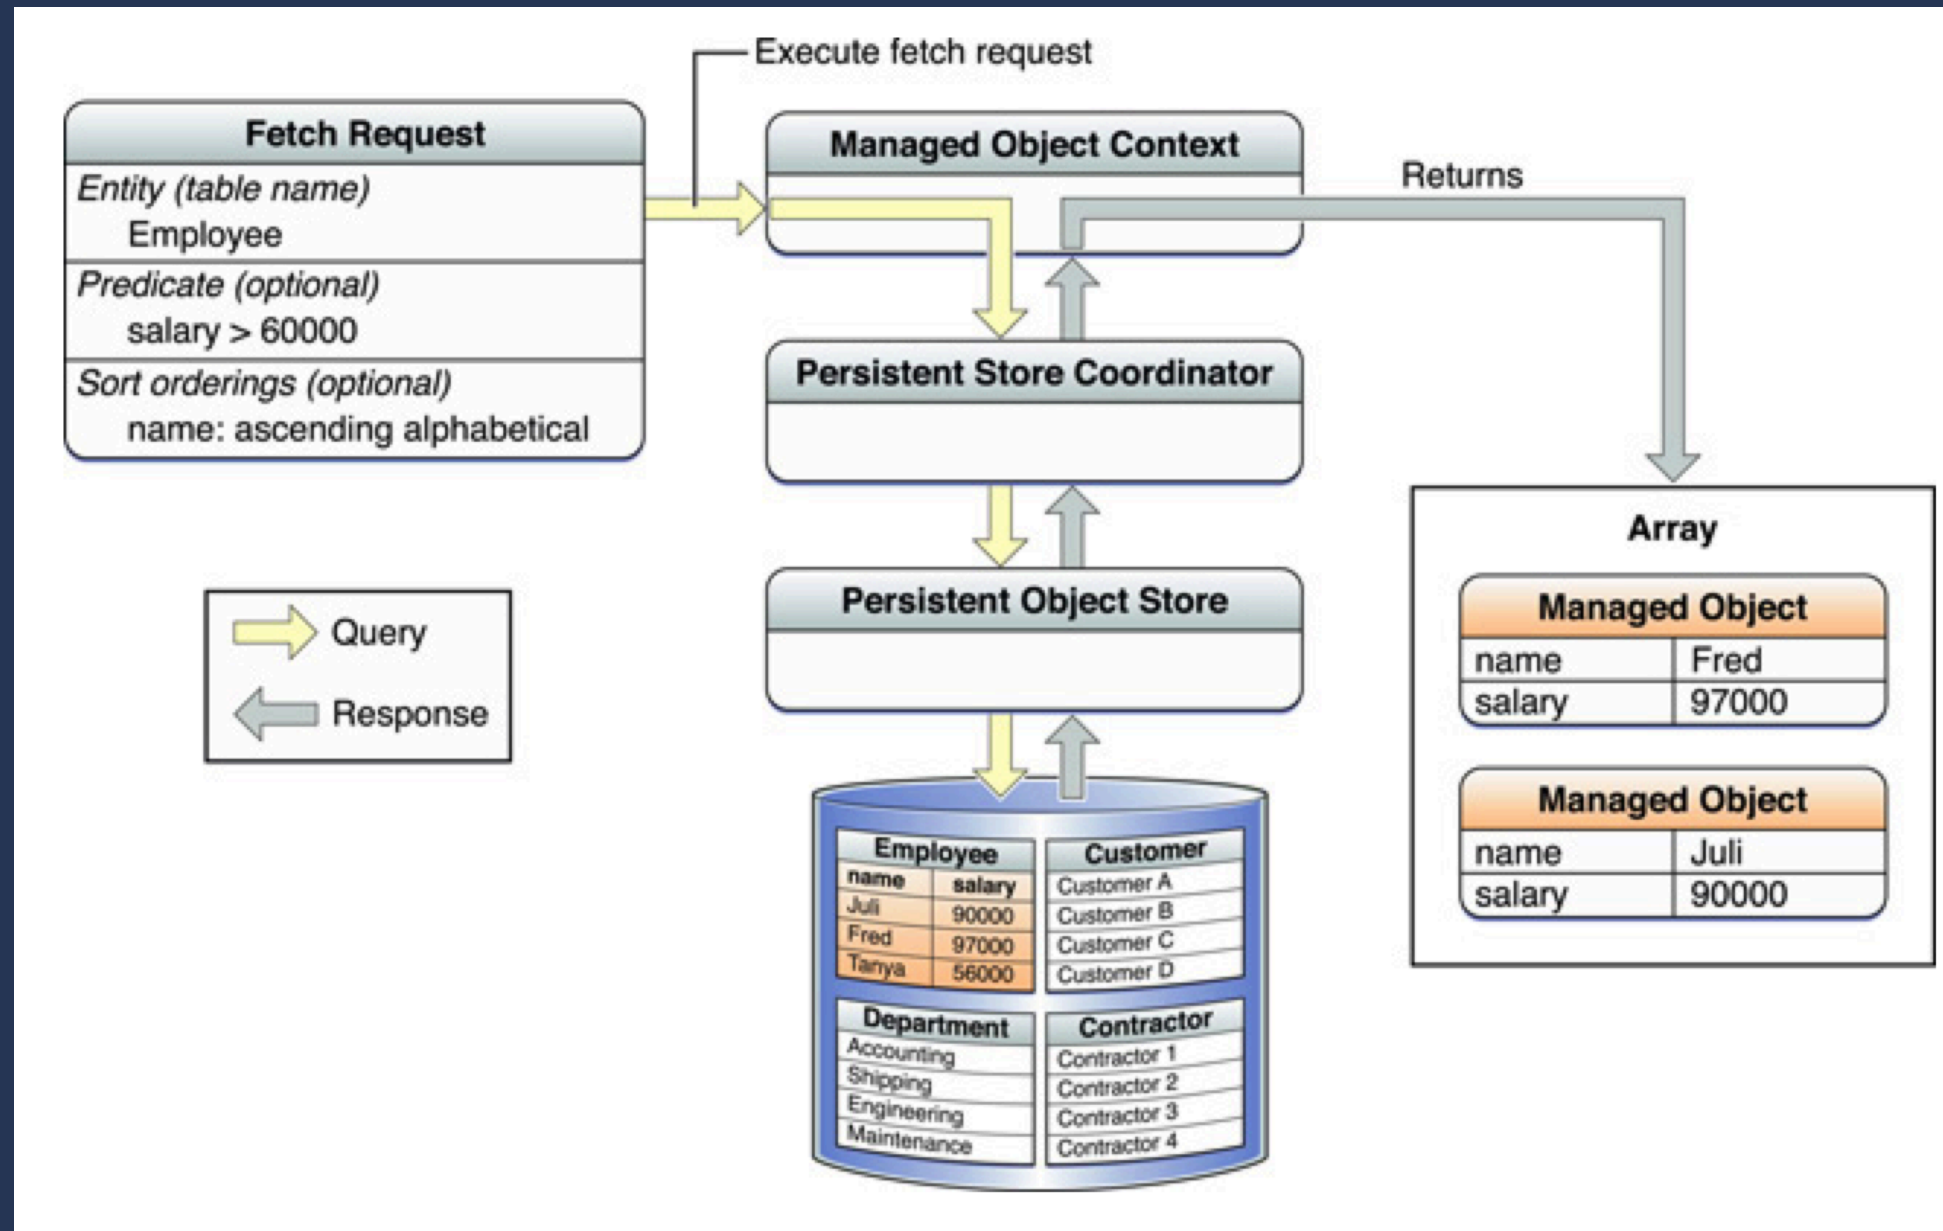 Execute fetch request
Fetch Request
Entity (table name)
Employee
Predicate (optional)
salary > 60000
Sort orderings (optional)
name: ascending alphabetical
Managed Object Context
Returns
Persistent Store Coordinator
Persistent Object Store
Query
Response
Employee
name salary
Juli 90000
Fred 97000
Tanya 56000
Customer
Customer A
Customer B
Customer C
Customer D
Department
Accounting
Shipping
Engineering
Maintenance
Contractor
Contractor 1
Contractor 2
Contractor 3
Contractor 4
Array
Managed Object
name Fred
salary 97000
Managed Object
name Juli
salary 90000